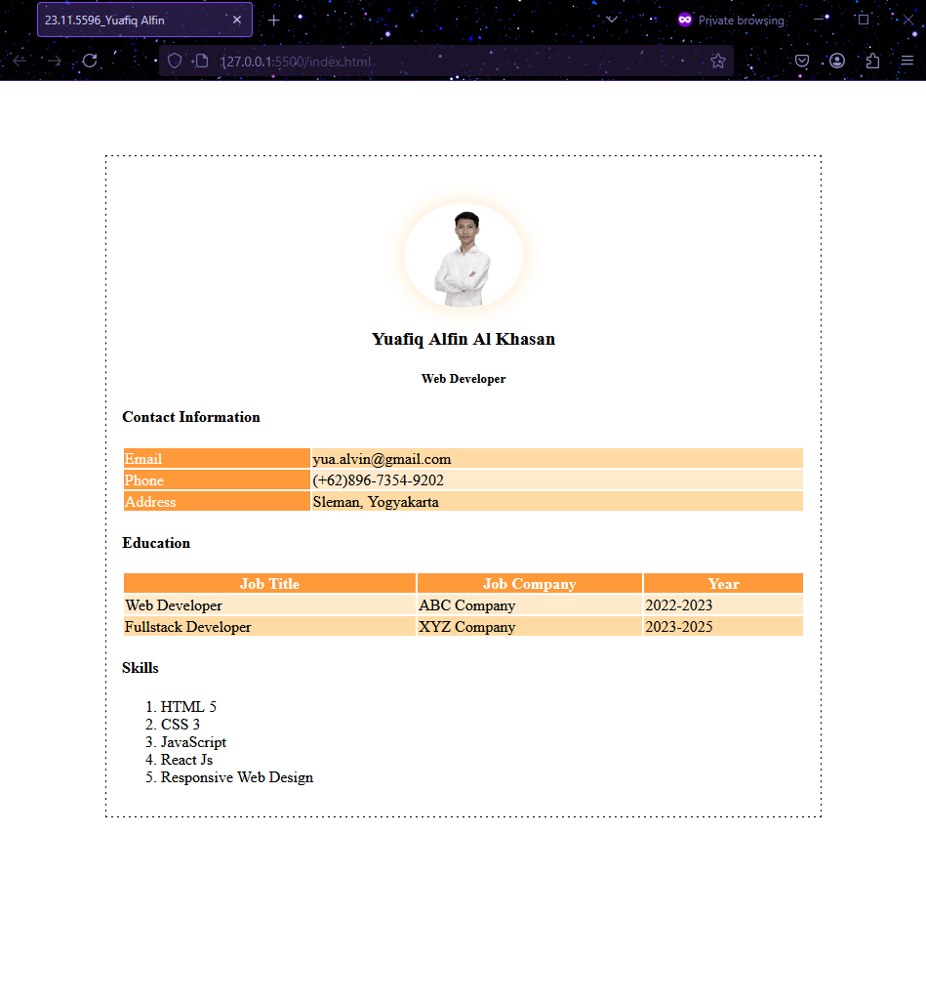 23.11.5596_Yuafiq Alfin
Private browsing
127.0.0.1:5500/index.html
Yuafiq Alfin Al Khasan
Web Developer
Contact Information
Email yua.alvin@gmail.com
Phone (+62)896-7354-9202
Address Sleman, Yogyakarta
Education
Job Title Job Company Year
Web Developer ABC Company 2022-2023
Fullstack Developer XYZ Company 2023-2025
Skills
1. HTML 5
2. CSS 3
3. JavaScript
4. React Js
5. Responsive Web Design